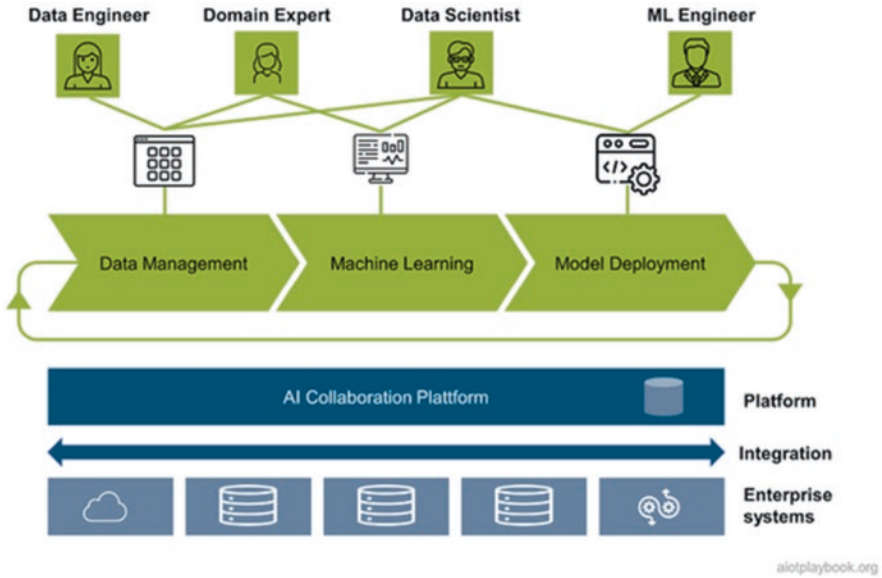 Data Engineer
Domain Expert
Data Scientist
ML Engineer
</>
Data Management
Machine Learning
Model Deployment
AI Collaboration Plattform
Platform
Integration
Enterprise
systems
aiotplaybook.org